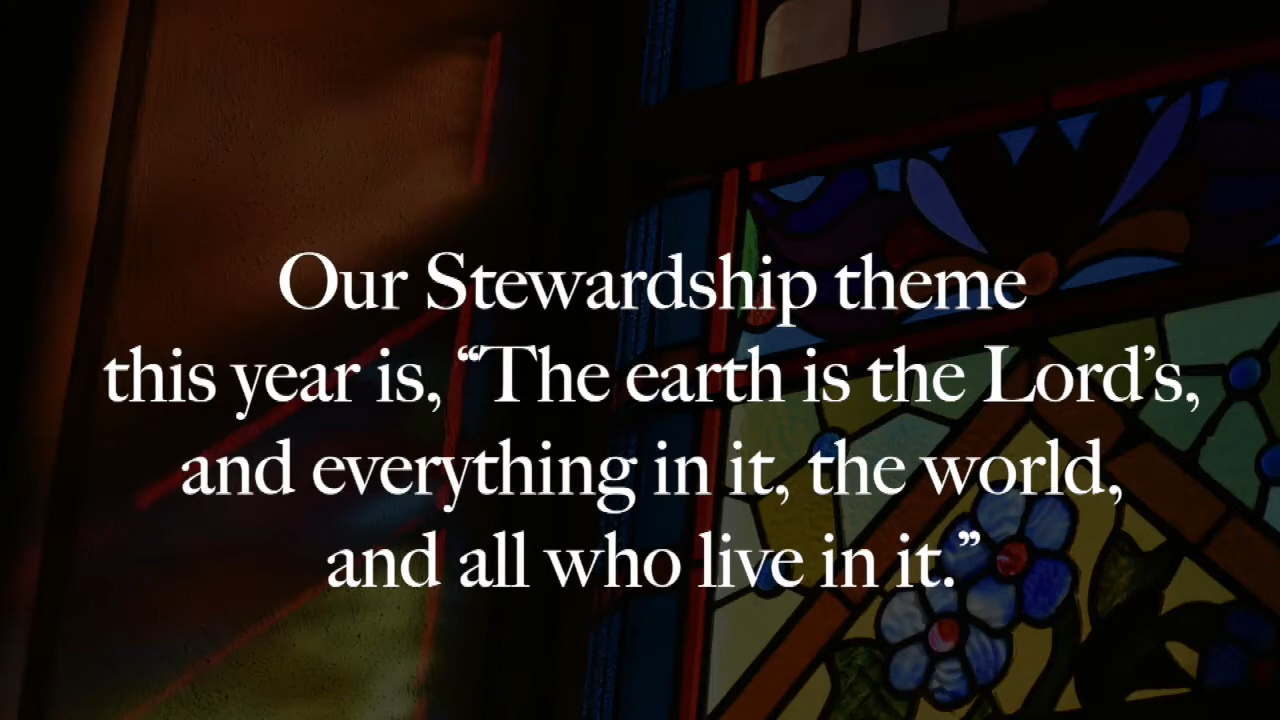 Our Stewardship theme
this year is, “The earth is the Lord’s,
and everything in it, the world,
and all who live in it.”